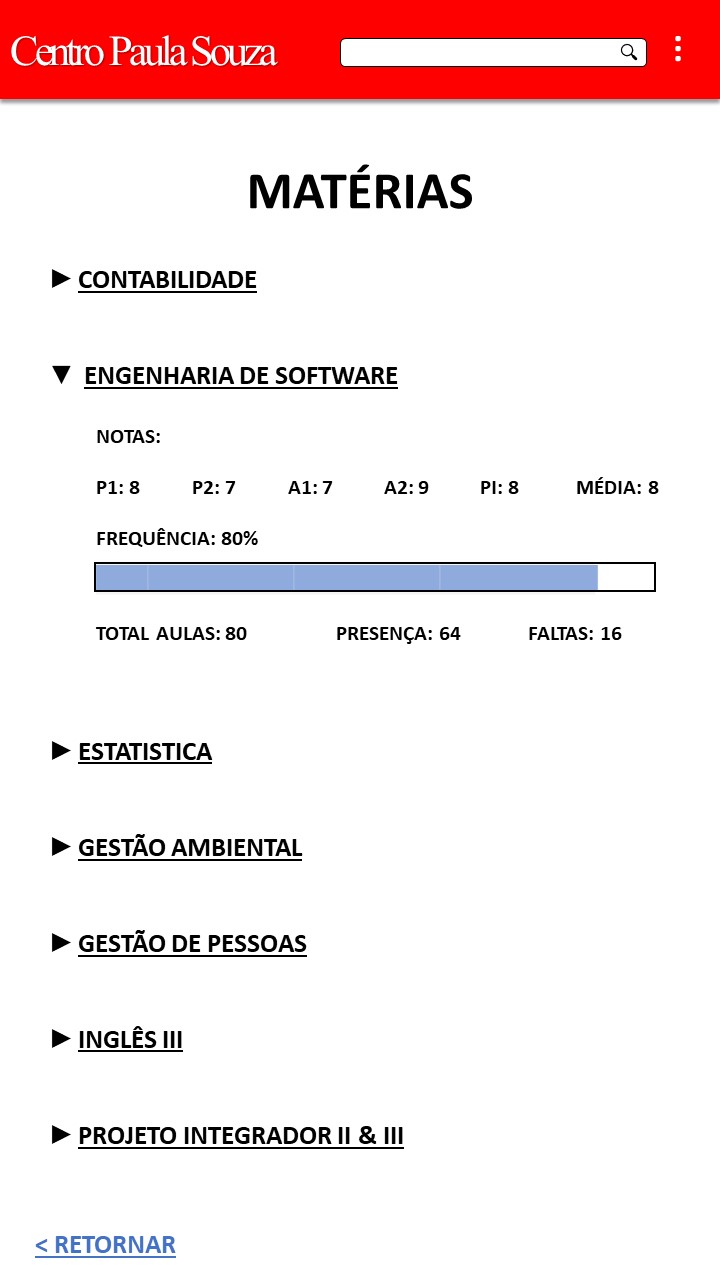 Centro Paula Souza
MATÉRIAS
► CONTABILIDADE
▼ ENGENHARIA DE SOFTWARE
NOTAS:
P1: 8 P2: 7 A1: 7 A2: 9 PI: 8 MÉDIA: 8
FREQUÊNCIA: 80%
TOTAL AULAS: 80 PRESENÇA: 64 FALTAS: 16
► ESTATISTICA
► GESTÃO AMBIENTAL
► GESTÃO DE PESSOAS
► INGLÊS III
► PROJETO INTEGRADOR II & III
< RETORNAR